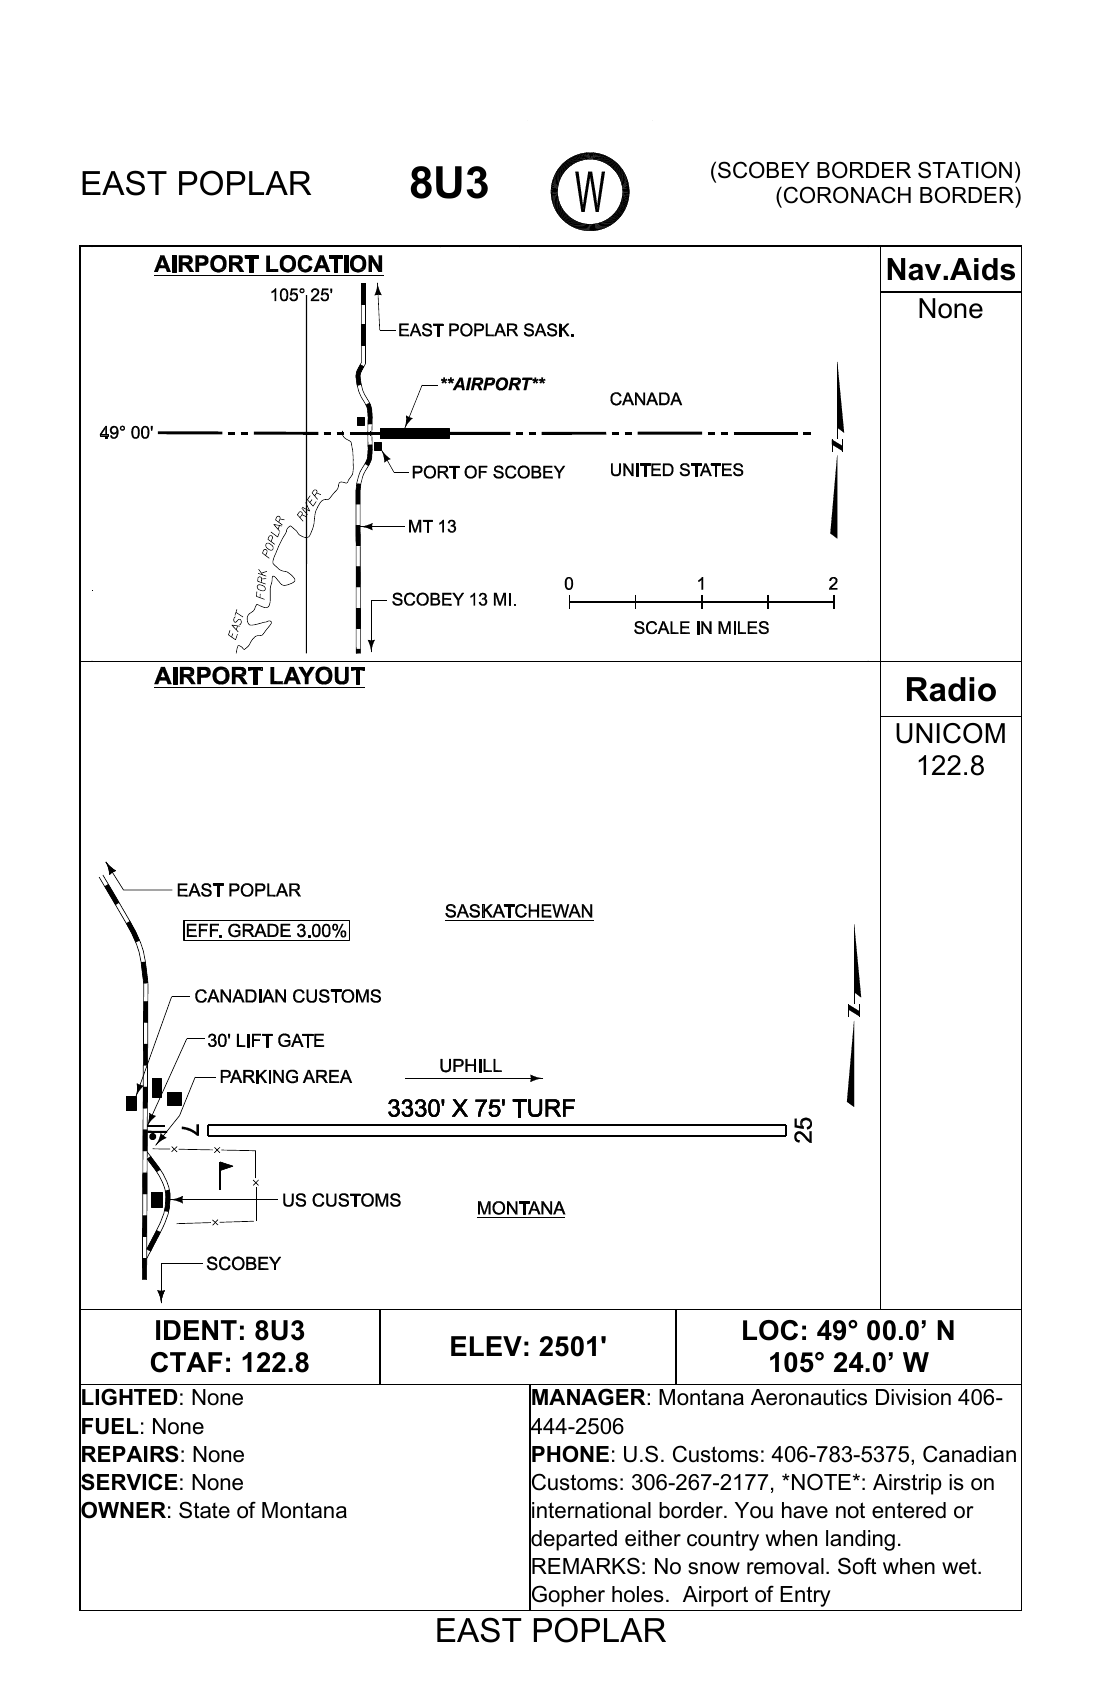 EAST POPLAR
8U3
W
(SCOBEY BORDER STATION)
(CORONACH BORDER)
AIRPORT LOCATION
105° 25'
EAST POPLAR SASK.
**AIRPORT**
CANADA
49° 00'
PORT OF SCOBEY
UNITED STATES
N
MT 13
EAST FORK POPLAR RIVER
SCOBEY 13 MI.
0 1 2
SCALE IN MILES
Nav.Aids
None
AIRPORT LAYOUT
EAST POPLAR
SASKATCHEWAN
EFF. GRADE 3.00%
CANADIAN CUSTOMS
N
30' LIFT GATE
PARKING AREA
UPHILL
3330' X 75' TURF
7
25
US CUSTOMS
MONTANA
SCOBEY
Radio
UNICOM
122.8
IDENT: 8U3
CTAF: 122.8
ELEV: 2501'
LOC: 49° 00.0’ N
105° 24.0’ W
LIGHTED: None
FUEL: None
REPAIRS: None
SERVICE: None
OWNER: State of Montana
MANAGER: Montana Aeronautics Division 406-
444-2506
PHONE: U.S. Customs: 406-783-5375, Canadian
Customs: 306-267-2177, *NOTE*: Airstrip is on
international border. You have not entered or
departed either country when landing.
REMARKS: No snow removal. Soft when wet.
Gopher holes.  Airport of Entry
EAST POPLAR